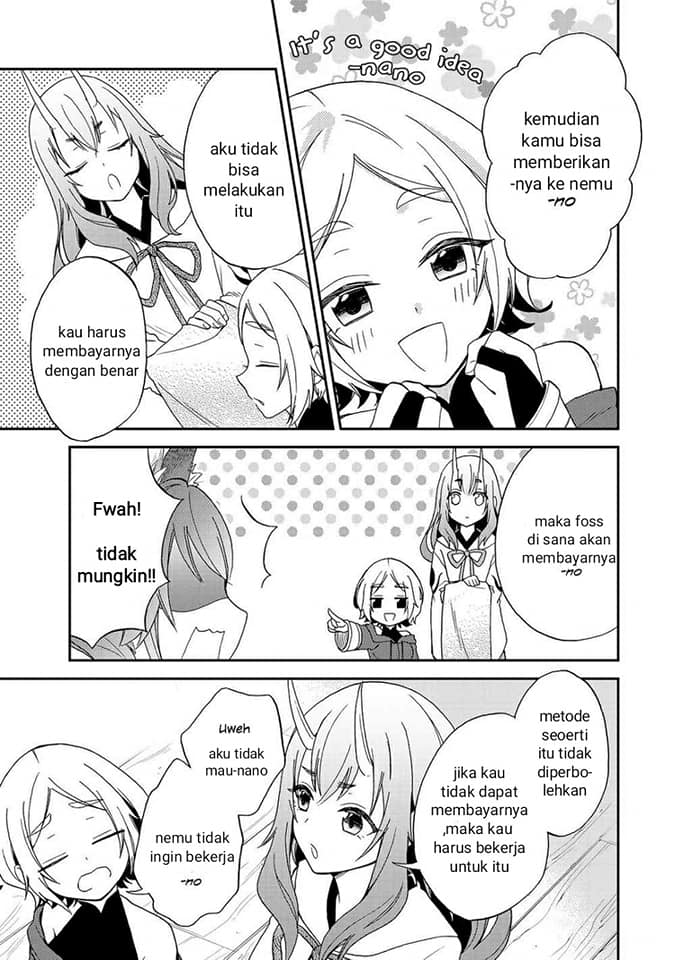 kemudian
kamu bisa
memberikan
-nya ke nemu
-no
It's a good idea
-nano
aku tidak
bisa
melakukan
itu
kau harus
membayarnya
dengan benar
maka foss
di sana akan
membayarnya
-no
Fwah!
tidak
mungkin!!
metode
seoerti
itu tidak
diperbo-
lehkan
jika kau
tidak dapat
membayarnya
,maka kau
harus bekerja
untuk itu
Uweh
aku tidak
mau-nano
nemu tidak
ingin bekerja
-no